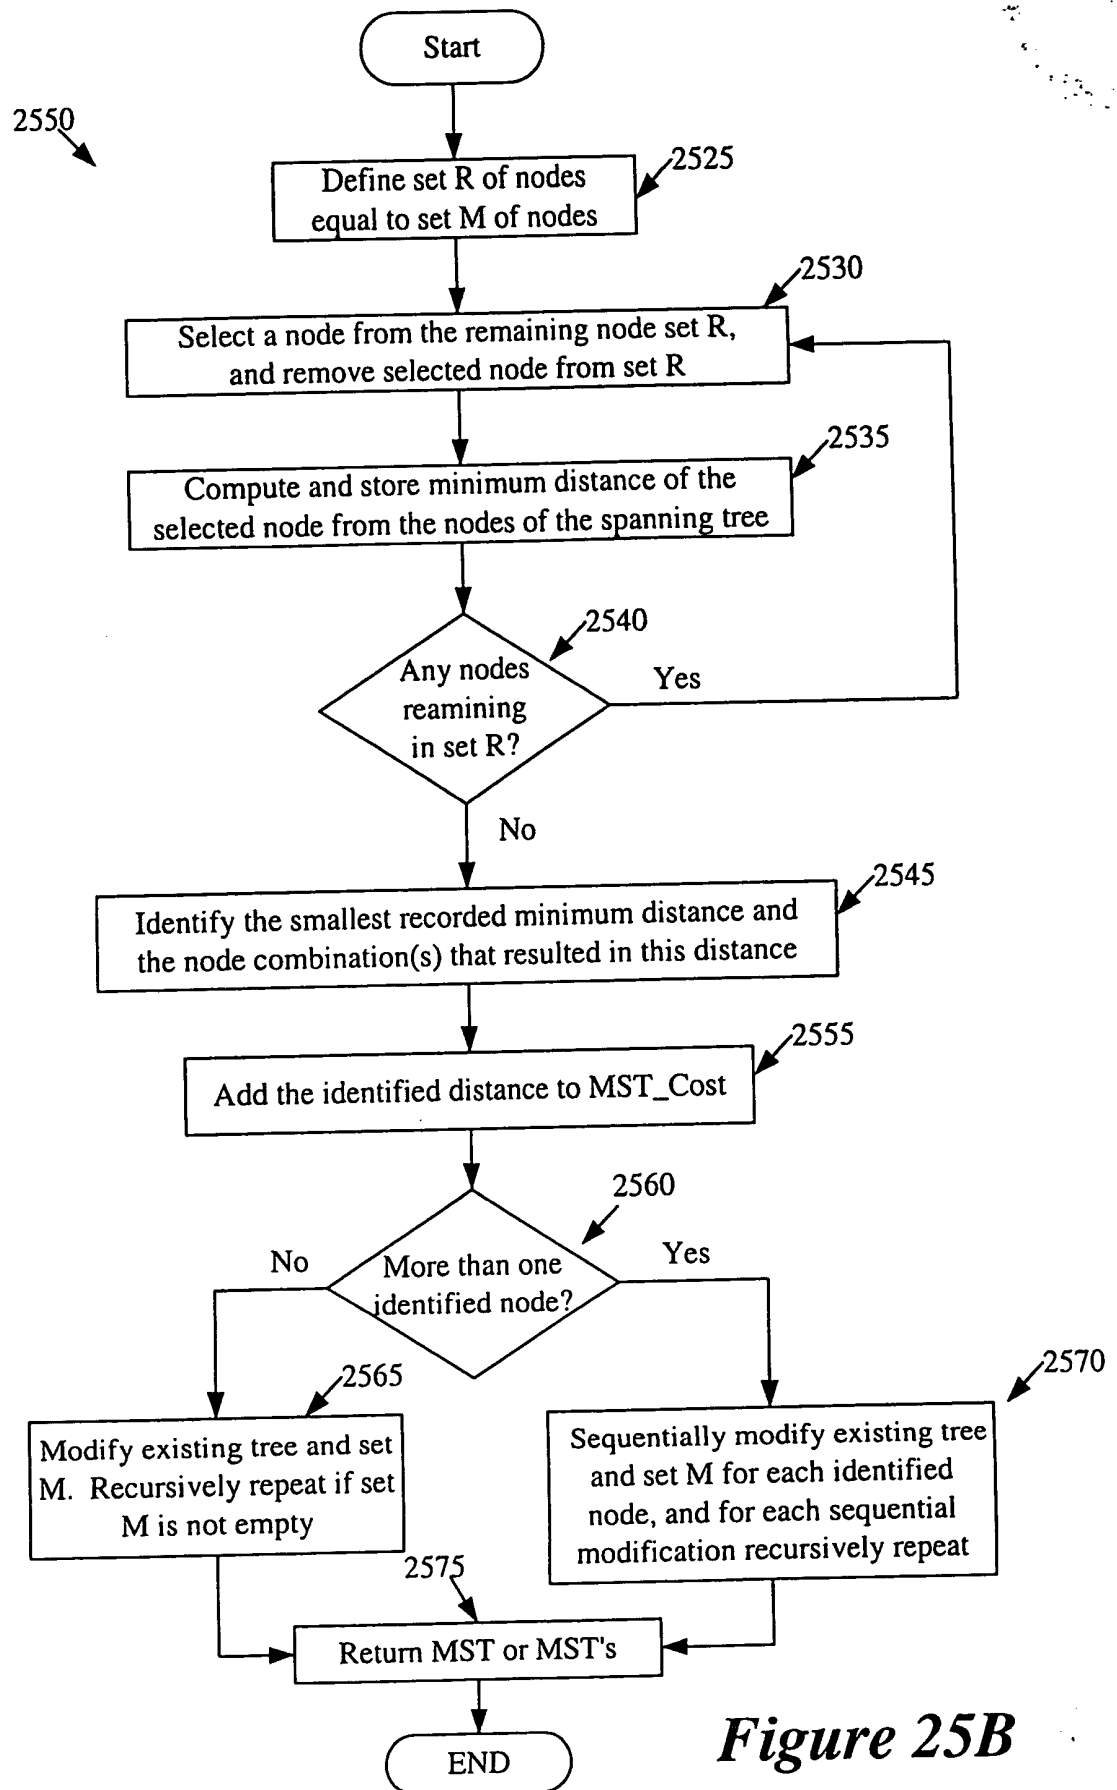 Start
2550
2525
Define set R of nodes
equal to set M of nodes
2530
Select a node from the remaining node set R,
and remove selected node from set R
2535
Compute and store minimum distance of the
selected node from the nodes of the spanning tree
2540
Any nodes
reamining
in set R?
Yes
No
2545
Identify the smallest recorded minimum distance and
the node combination(s) that resulted in this distance
2555
Add the identified distance to MST_Cost
2560
No
More than one
identified node?
Yes
2565
Modify existing tree and set
M. Recursively repeat if set
M is not empty
2570
Sequentially modify existing tree
and set M for each identified
node, and for each sequential
modification recursively repeat
2575
Return MST or MST's
END
Figure 25B